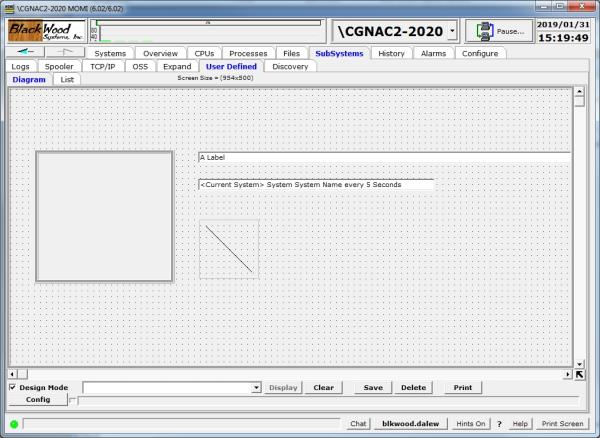 \CGNAC2-2020 MOMI (6.02/6.02)
BlackWood Systems, Inc.
80
40
\CGNAC2-2020
Pause...
2019/01/31
15:19:49
Systems Overview CPUs Processes Files SubSystems History Alarms Configure
Logs Spooler TCP/IP OSS Expand User Defined Discovery
Diagram List Screen Size = (954x500)
A Label
<Current System> System System Name every 5 Seconds
Design Mode Display Clear Save Delete Print
Config
Chat blkwood.dalew Hints On ? Help Print Screen